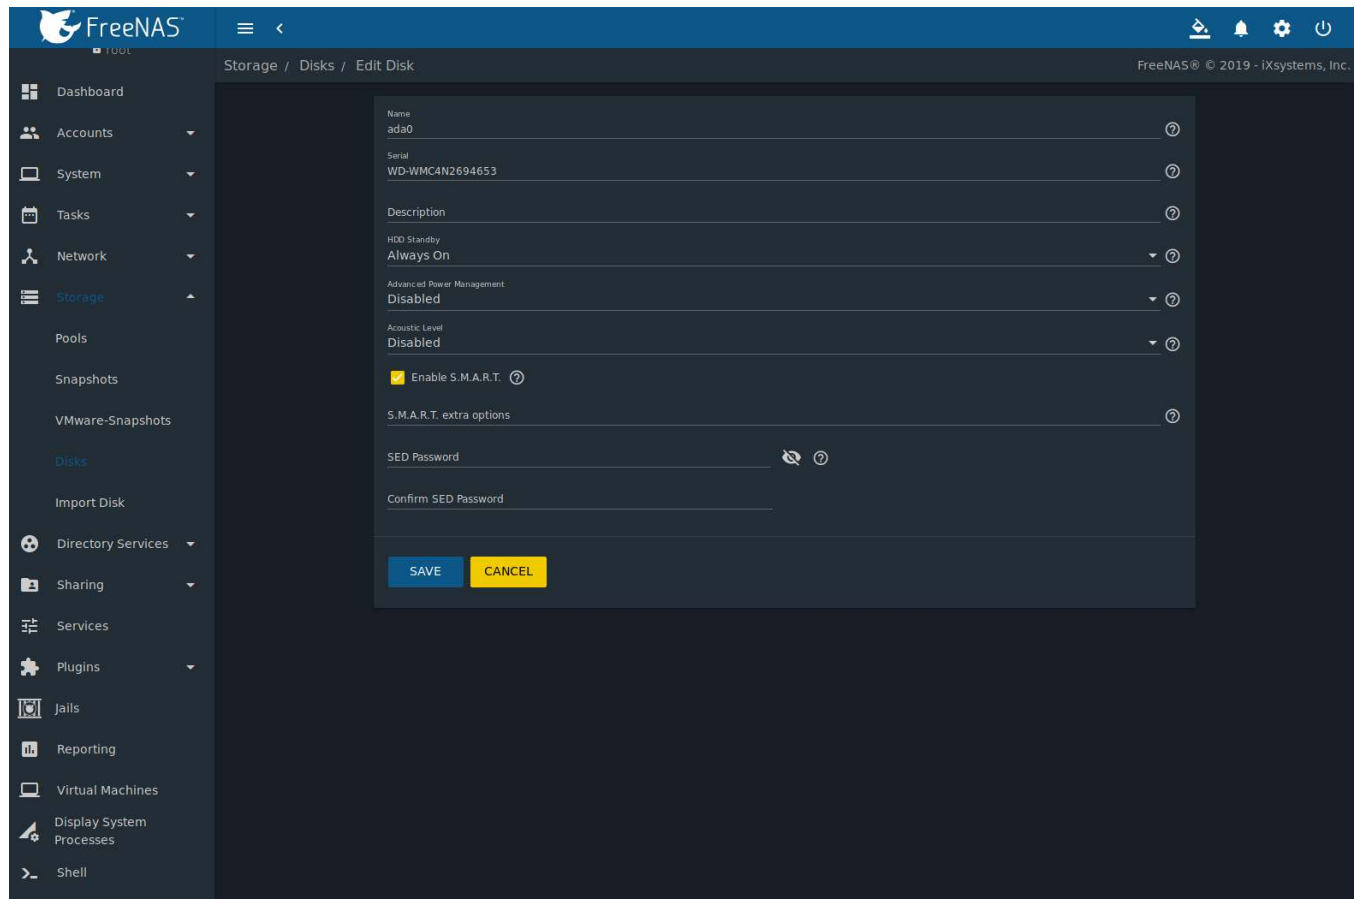 FreeNAS®
root
Storage / Disks / Edit Disk
FreeNAS® © 2019 - iXsystems, Inc.
Dashboard
Accounts
System
Tasks
Network
Storage
Pools
Snapshots
VMware-Snapshots
Disks
Import Disk
Directory Services
Sharing
Services
Plugins
Jails
Reporting
Virtual Machines
Display System
Processes
Shell
Name
ada0
Serial
WD-WMC4N2694653
Description
HDD Standby
Always On
Advanced Power Management
Disabled
Acoustic Level
Disabled
Enable S.M.A.R.T.
S.M.A.R.T. extra options
SED Password
Confirm SED Password
SAVE
CANCEL